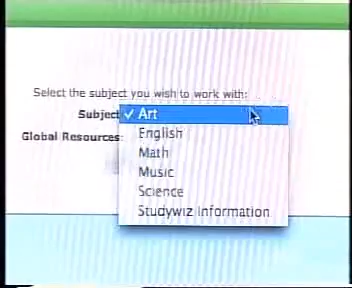 Select the subject you wish to work with:
Subject ✓ Art
Global Resources: English
Math
Music
Science
Studywiz Information